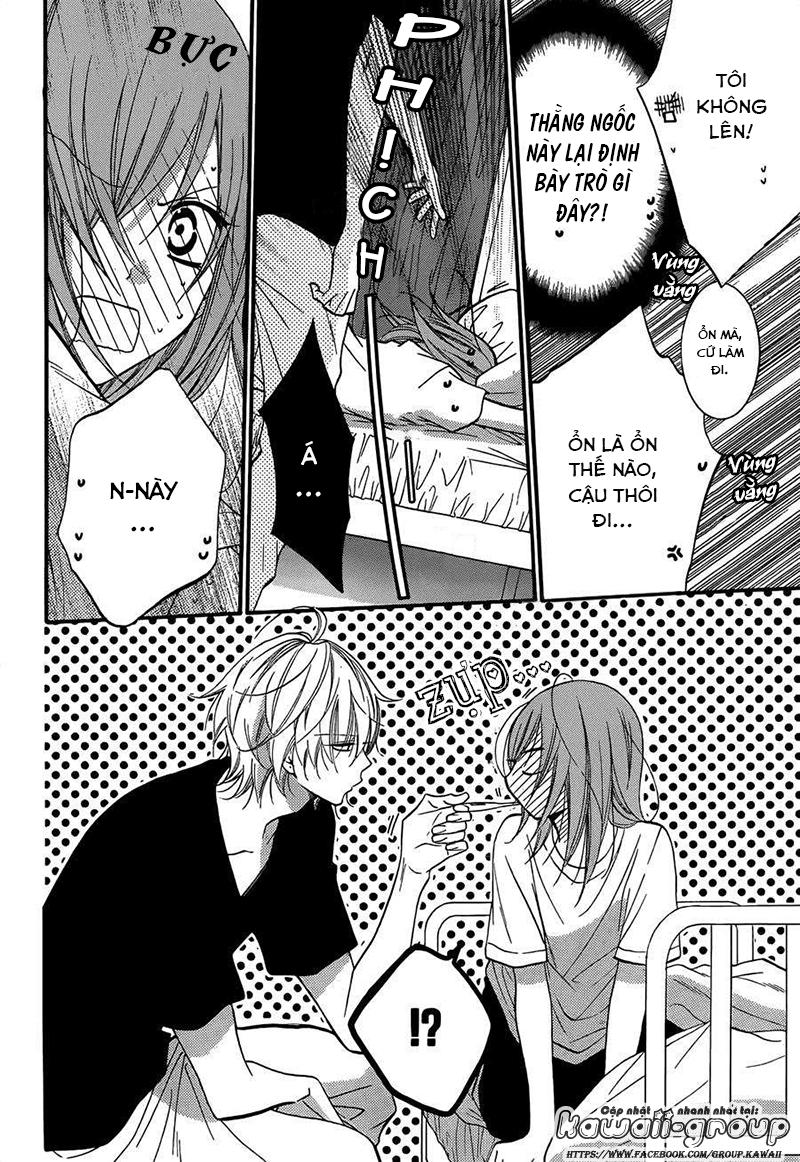 TÔI
KHÔNG
LÊN!
THẰNG NGỐC
NÀY LẠI ĐỊNH
BÀY TRÒ GÌ
ĐÂY?!
Vùng
vằng
ỔN MÀ,
CỨ LÀM
ĐI.
ỔN LÀ ỔN
THẾ NÀO,
CẬU THÔI
ĐI...
Vùng
vằng
PHỊCH
Á
...
BỰC
N-NÀY
...
zựp...
!?
Cập nhật nhanh nhất tại:
Kawaii-group
HTTPS://WWW.FACEBOOK.COM/GROUP.KAWAII